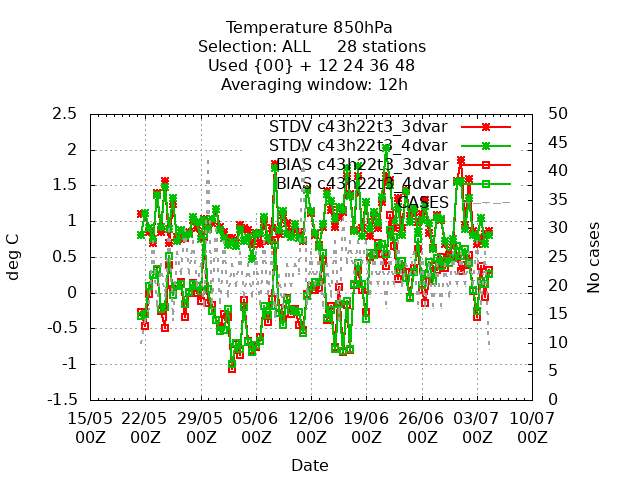 Temperature 850hPa
Selection: ALL 28 stations
Used {00} + 12 24 36 48
Averaging window: 12h
2.5
2
1.5
1
0.5
0
-0.5
-1
-1.5
deg C
50
45
40
35
30
25
20
15
10
5
0
No cases
STDV c43h22t3_3dvar
STDV c43h22t3_4dvar
BIAS c43h22t3_3dvar
BIAS c43h22t3_4dvar
CASES
15/05 22/05 29/05 05/06 12/06 19/06 26/06 03/07 10/07
00Z 00Z 00Z 00Z 00Z 00Z 00Z 00Z 00Z
Date